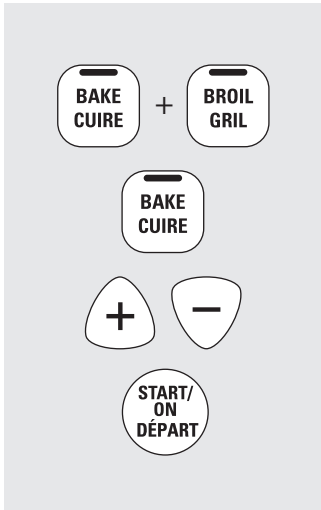 BAKE
CUIRE
+
BROIL
GRIL
BAKE
CUIRE
+
−
START/
ON
DÉPART